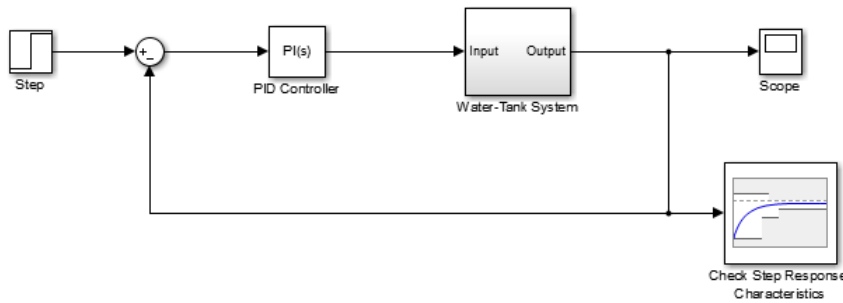 Step
+
−
PI(s)
PID Controller
Input
Output
Water-Tank System
Scope
Check Step Response
Characteristics